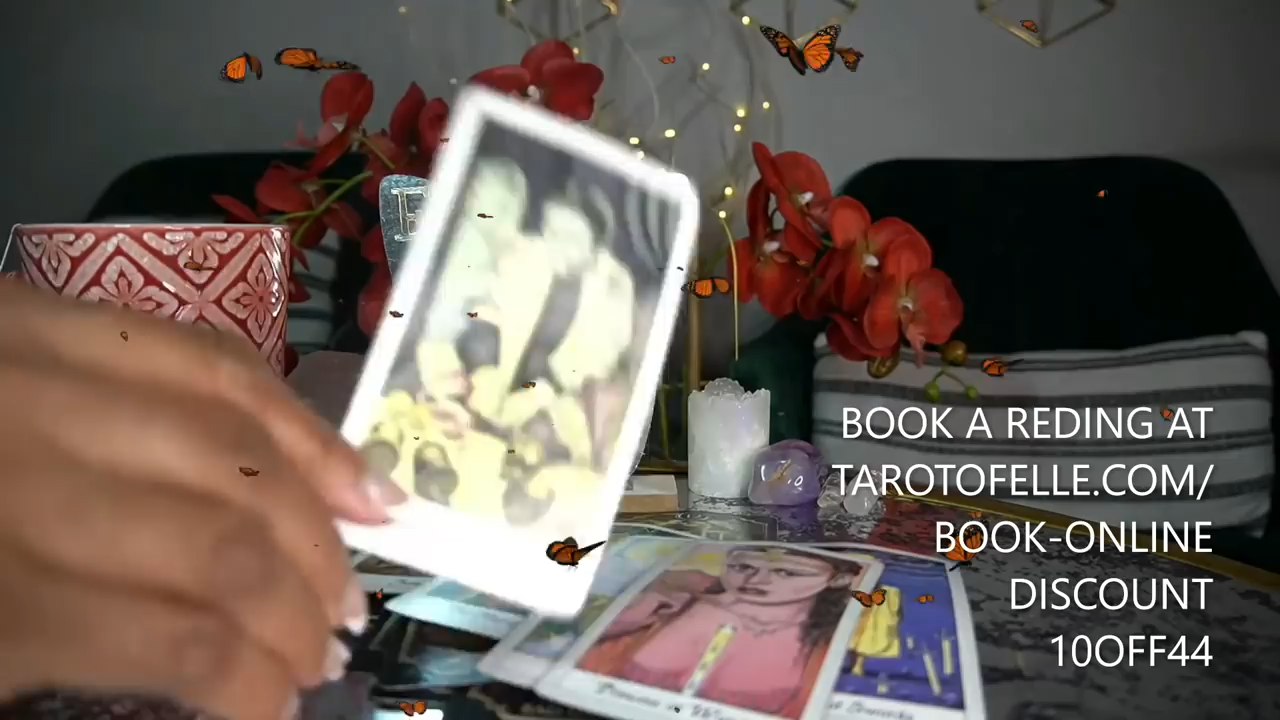 BOOK A REDING AT
TAROTOFELLE.COM/
BOOK-ONLINE
DISCOUNT
10OFF44